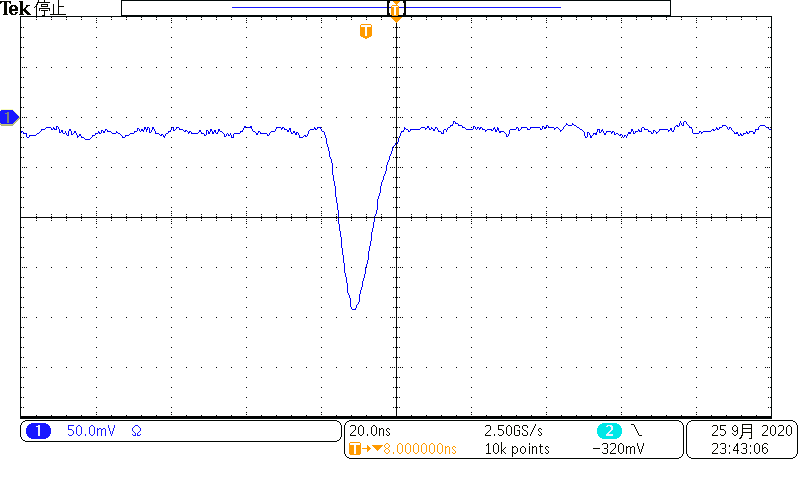 Tek 停止
T
T
1
1 50.0mV Ω
20.0ns 2.50GS/s 2
T→▼8.000000ns 10k points −320mV
25 9月 2020
23:43:06